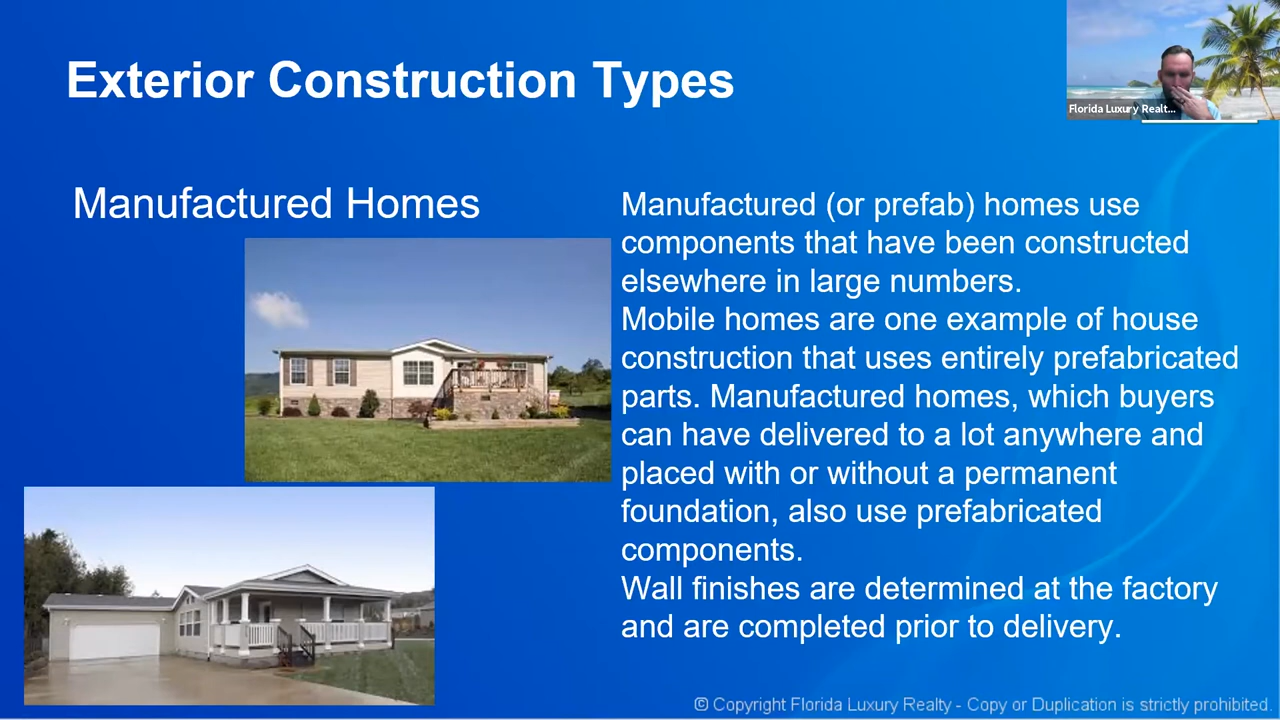 Exterior Construction Types
Florida Luxury Realt...
Manufactured Homes
Manufactured (or prefab) homes use
components that have been constructed
elsewhere in large numbers.
Mobile homes are one example of house
construction that uses entirely prefabricated
parts. Manufactured homes, which buyers
can have delivered to a lot anywhere and
placed with or without a permanent
foundation, also use prefabricated
components.
Wall finishes are determined at the factory
and are completed prior to delivery.
© Copyright Florida Luxury Realty - Copy or Duplication is strictly prohibited.